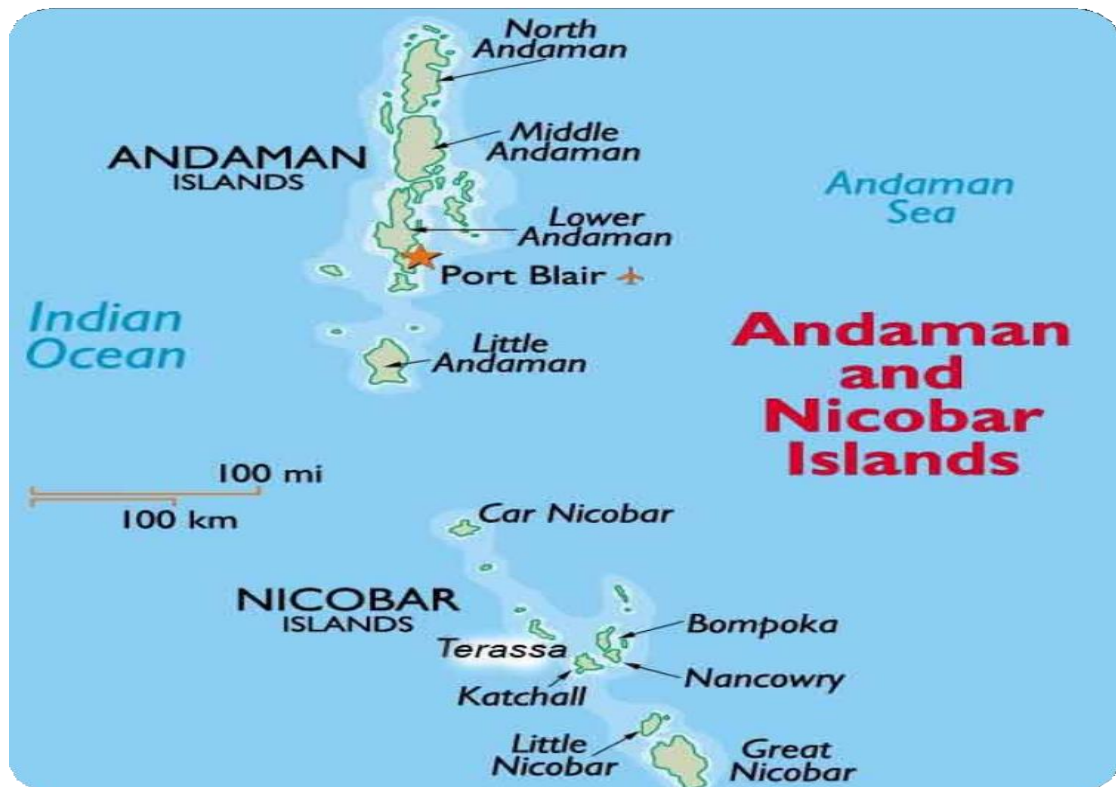 North
Andaman
Middle
Andaman
ANDAMAN
ISLANDS
Andaman
Sea
Lower
Andaman
Port Blair
Indian
Ocean
Little
Andaman
Andaman
and
Nicobar
Islands
100 mi
100 km
Car Nicobar
NICOBAR
ISLANDS
Bompoka
Terassa
Nancowry
Katchall
Little
Nicobar
Great
Nicobar